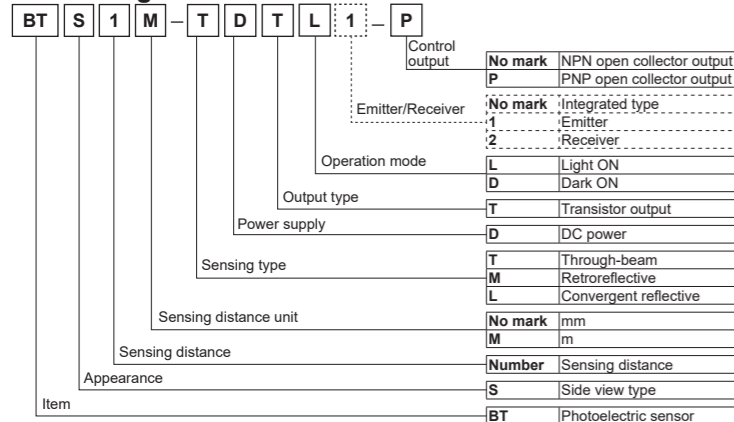 BT S 1 M – T D T L 1 – P
Control
output
No mark NPN open collector output
P PNP open collector output
Emitter/Receiver
No mark Integrated type
1 Emitter
2 Receiver
Operation mode
L Light ON
D Dark ON
Output type
T Transistor output
Power supply
D DC power
Sensing type
T Through-beam
M Retroreflective
L Convergent reflective
Sensing distance unit
No mark mm
M m
Sensing distance
Number Sensing distance
Appearance
S Side view type
Item
BT Photoelectric sensor